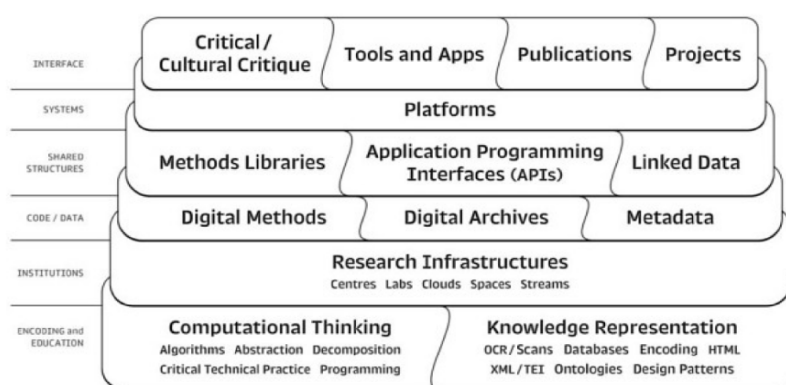 INTERFACE
Critical /
Cultural Critique
Tools and Apps
Publications
Projects
SYSTEMS
Platforms
SHARED
STRUCTURES
Methods Libraries
Application Programming
Interfaces (APIs)
Linked Data
CODE / DATA
Digital Methods
Digital Archives
Metadata
INSTITUTIONS
Research Infrastructures
Centres Labs Clouds Spaces Streams
ENCODING and
EDUCATION
Computational Thinking
Algorithms Abstraction Decomposition
Critical Technical Practice Programming
Knowledge Representation
OCR/Scans Databases Encoding HTML
XML/TEI Ontologies Design Patterns